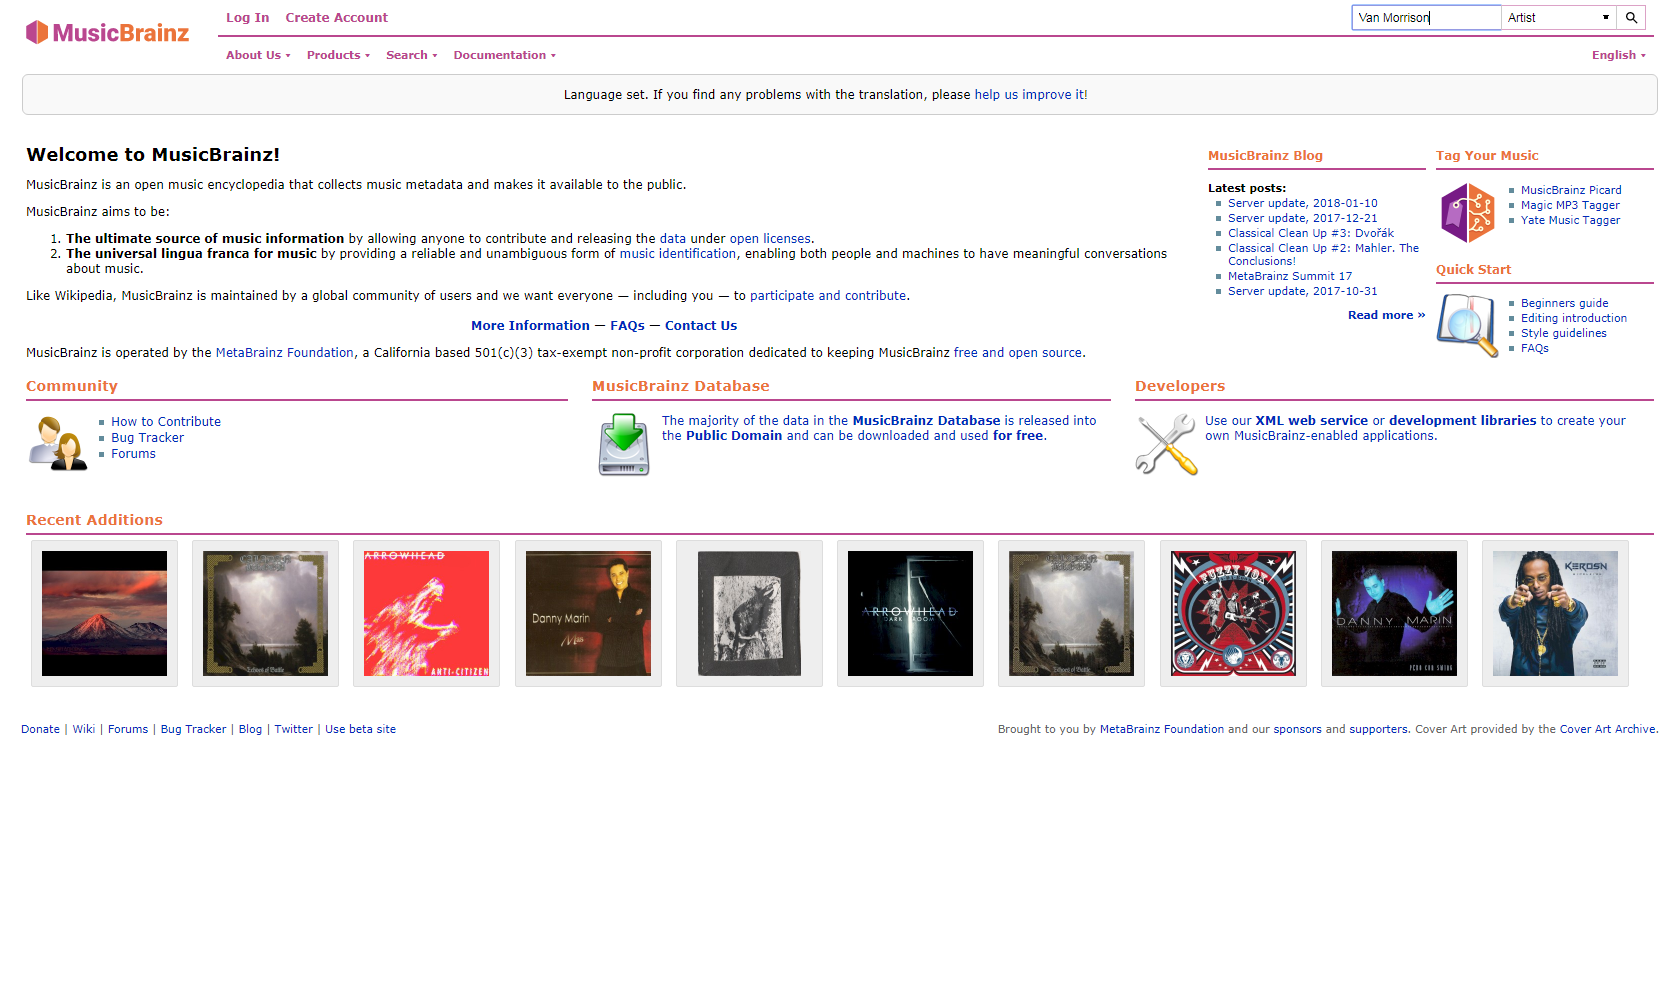 MusicBrainz
Log In Create Account
Van Morrison Artist
About Us Products Search Documentation English
Language set. If you find any problems with the translation, please help us improve it!
Welcome to MusicBrainz!
MusicBrainz is an open music encyclopedia that collects music metadata and makes it available to the public.
MusicBrainz aims to be:
1. The ultimate source of music information by allowing anyone to contribute and releasing the data under open licenses.
2. The universal lingua franca for music by providing a reliable and unambiguous form of music identification, enabling both people and machines to have meaningful conversations
about music.
Like Wikipedia, MusicBrainz is maintained by a global community of users and we want everyone — including you — to participate and contribute.
More Information — FAQs — Contact Us
MusicBrainz is operated by the MetaBrainz Foundation, a California based 501(c)(3) tax-exempt non-profit corporation dedicated to keeping MusicBrainz free and open source.
MusicBrainz Blog
Latest posts:
Server update, 2018-01-10
Server update, 2017-12-21
Classical Clean Up #3: Dvořák
Classical Clean Up #2: Mahler. The
Conclusions!
MetaBrainz Summit 17
Server update, 2017-10-31
Read more »
Tag Your Music
MusicBrainz Picard
Magic MP3 Tagger
Yate Music Tagger
Quick Start
Beginners guide
Editing introduction
Style guidelines
FAQs
Community
How to Contribute
Bug Tracker
Forums
MusicBrainz Database
The majority of the data in the MusicBrainz Database is released into
the Public Domain and can be downloaded and used for free.
Developers
Use our XML web service or development libraries to create your
own MusicBrainz-enabled applications.
Recent Additions
Echoes of Battle
ARROWHEAD
ANTI-CITIZEN
Danny Marin
ARROWHEAD
Echoes of Battle
FUZZY VOX
DANNY MARIN
KEROSN
Donate | Wiki | Forums | Bug Tracker | Blog | Twitter | Use beta site
Brought to you by MetaBrainz Foundation and our sponsors and supporters. Cover Art provided by the Cover Art Archive.